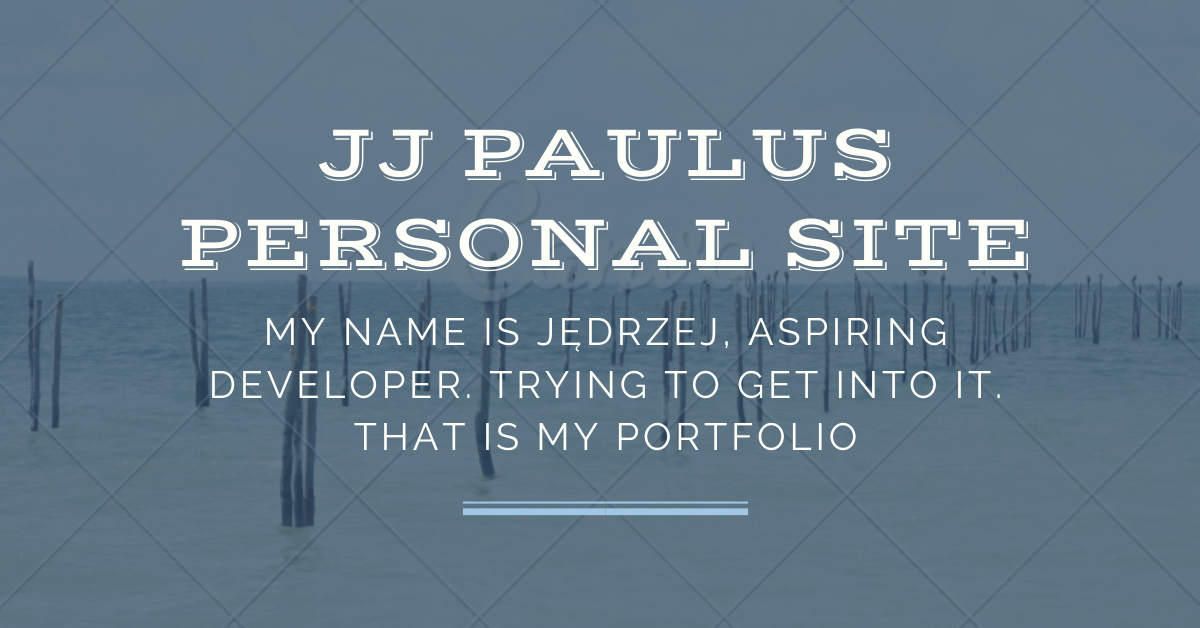 JJ PAULUS
PERSONAL SITE
Canva
MY NAME IS JĘDRZEJ, ASPIRING
DEVELOPER. TRYING TO GET INTO IT.
THAT IS MY PORTFOLIO